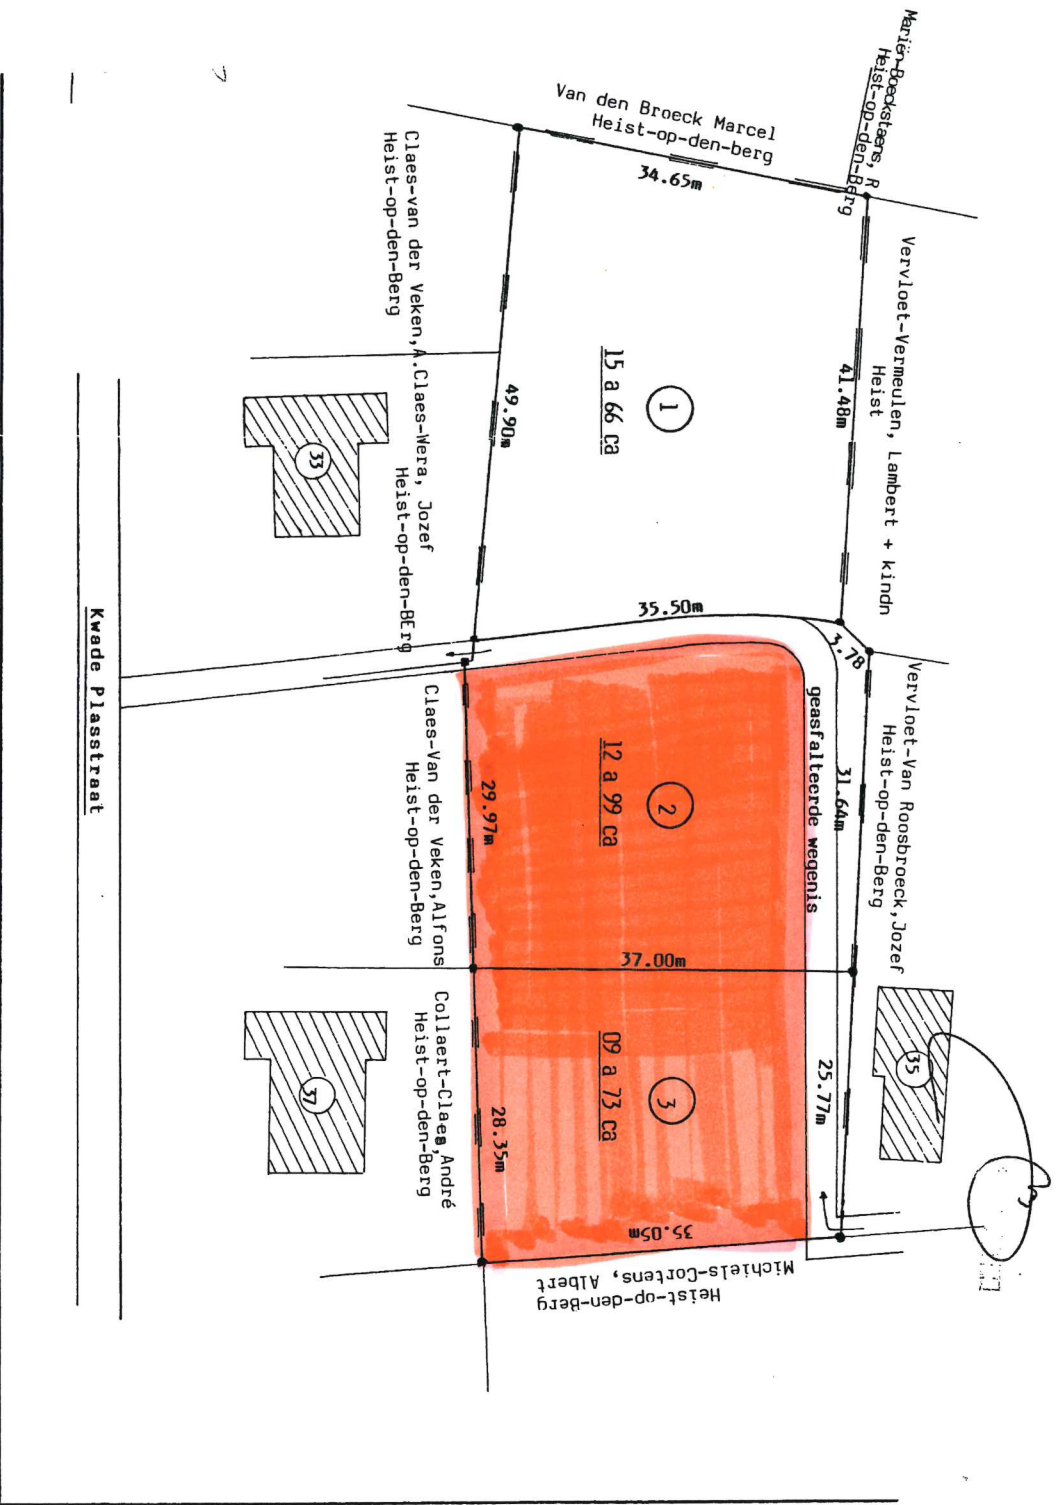 Mariën-Boeckstaens, R
Heist-op-den-Berg
Van den Broeck Marcel
Heist-op-den-berg
34.65m
Claes-van der Veken,A.
Heist-op-den-Berg
Vervloet-Vermeulen, Lambert + kindn
Heist
41.48m
1
15 a 66 ca
49.90m
Claes-Wera, Jozef
Heist-op-den-BErg
33
35.50m
3.78
Kwade Plasstraat
Vervloet-Van Roosbroeck,Jozef
Heist-op-den-Berg
31.64m
geasfalteerde wegenis
2
12 a 99 ca
29.97m
Claes-Van der Veken,Alfons
Heist-op-den-Berg
37.00m
35
25.77m
3
09 a 73 ca
28.35m
Collaert-Claes,André
Heist-op-den-Berg
37
35.05m
Michiels-Cortens, Albert
Heist-op-den-Berg